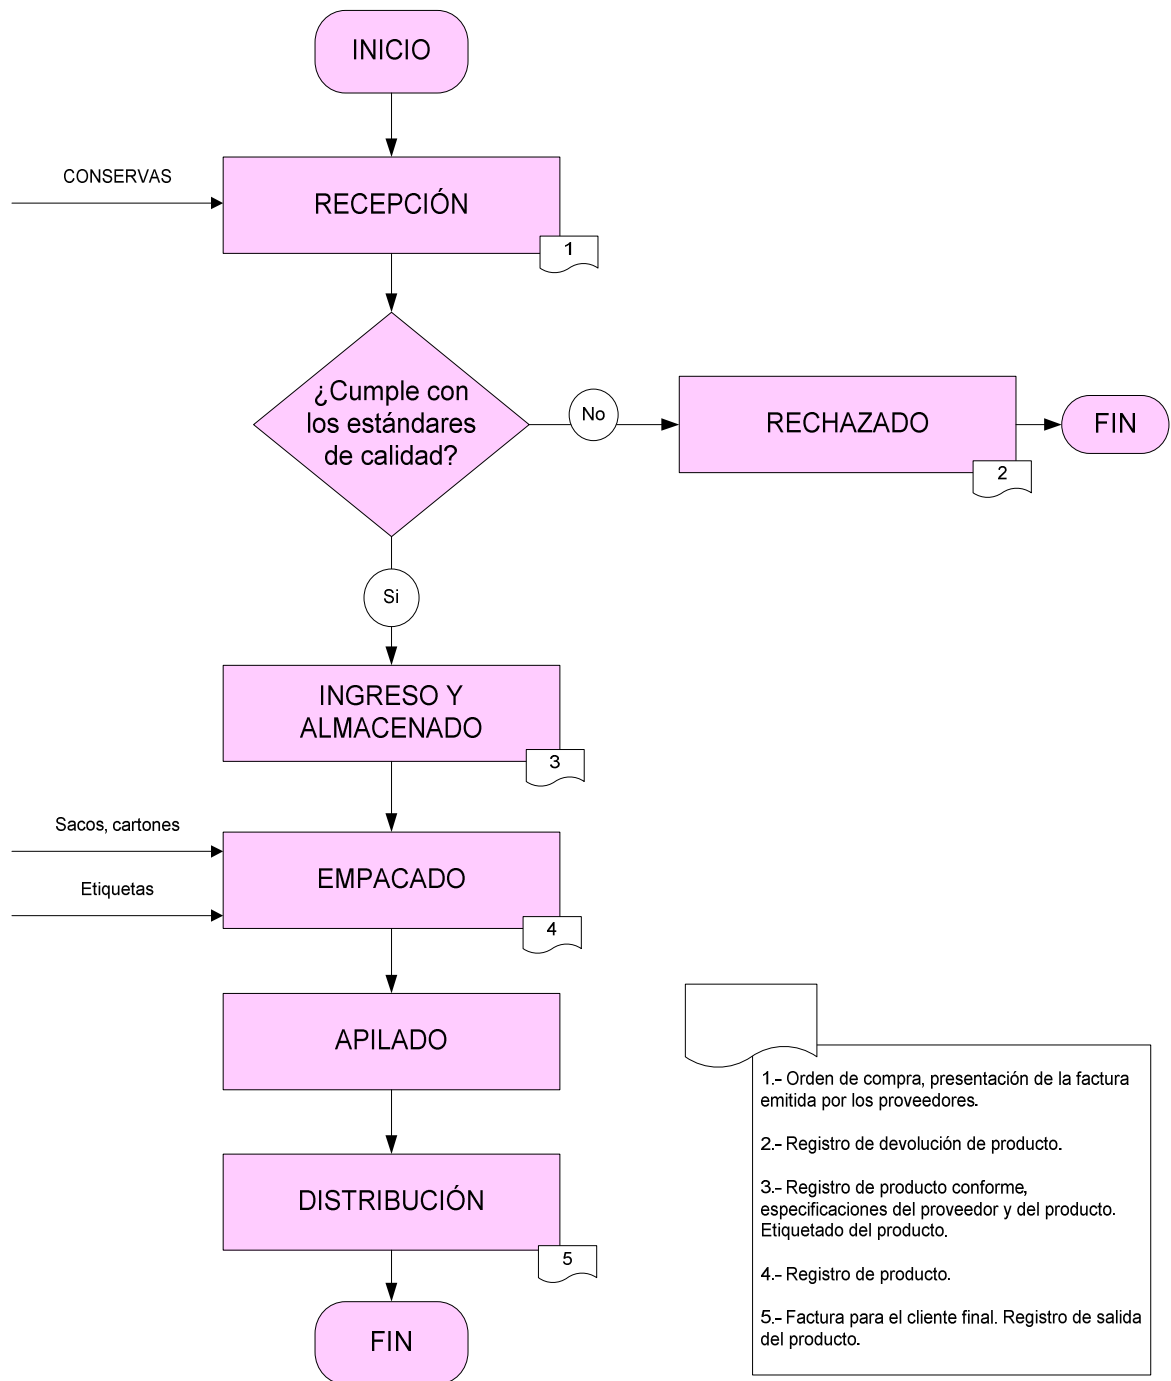 INICIO
CONSERVAS
RECEPCIÓN
1
¿Cumple con
los estándares
de calidad?
No
RECHAZADO
FIN
2
Si
INGRESO Y
ALMACENADO
3
Sacos, cartones
Etiquetas
EMPACADO
4
APILADO
DISTRIBUCIÓN
5
FIN
1.- Orden de compra, presentación de la factura
emitida por los proveedores.
2.- Registro de devolución de producto.
3.- Registro de producto conforme,
especificaciones del proveedor y del producto.
Etiquetado del producto.
4.- Registro de producto.
5.- Factura para el cliente final. Registro de salida
del producto.